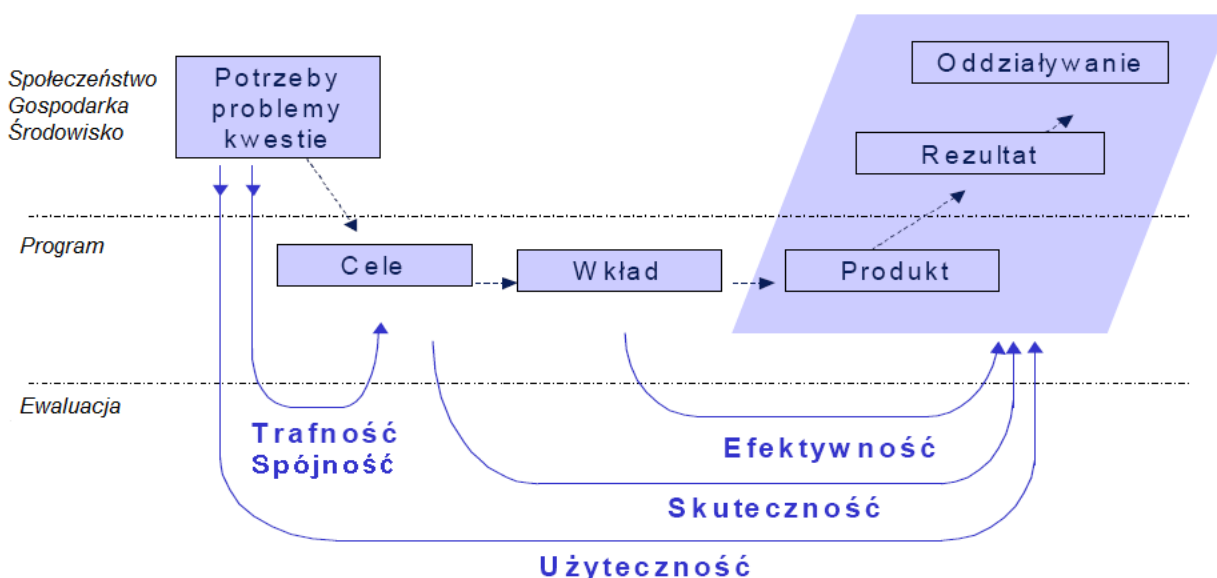 Społeczeństwo
Gospodarka
Środowisko
Potrzeby
problemy
kwestie
Oddziaływanie
Rezultat
Program
Cele
Wkład
Produkt
Ewaluacja
Trafność
Spójność
Efektywność
Skuteczność
Użyteczność